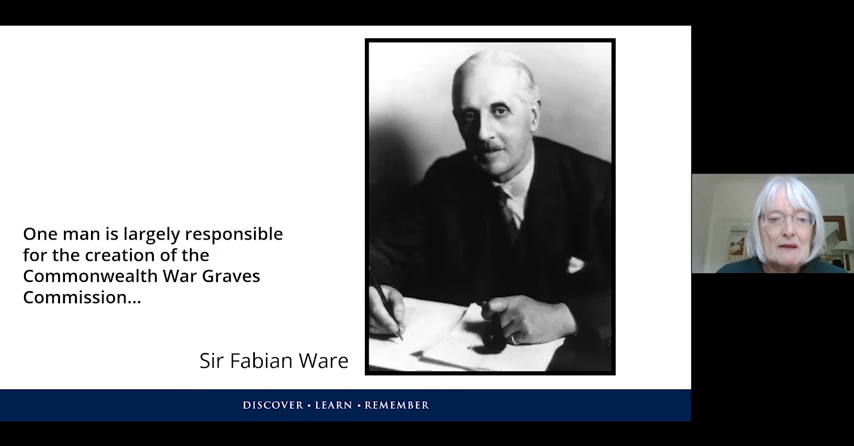 One man is largely responsible
for the creation of the
Commonwealth War Graves
Commission...
Sir Fabian Ware
DISCOVER • LEARN • REMEMBER